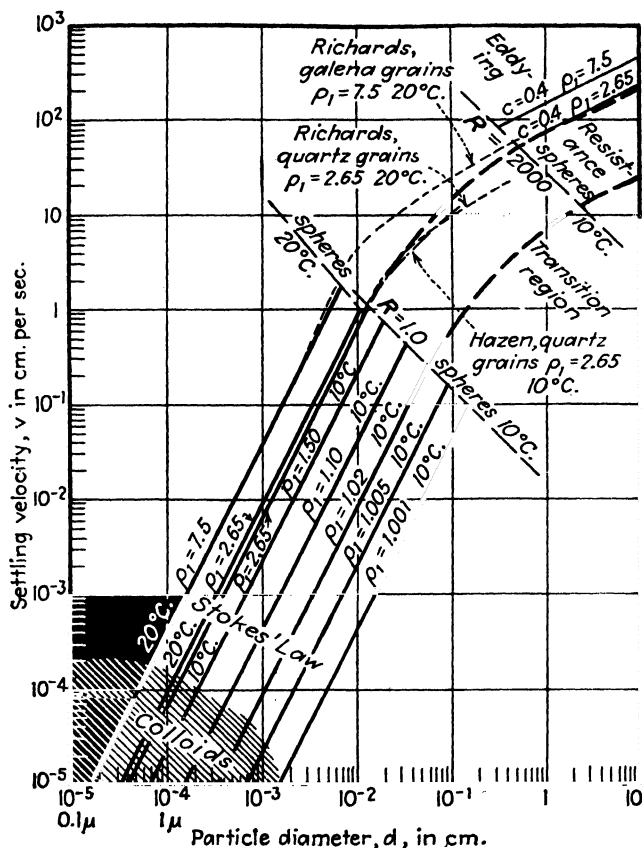 10³
10²
10
1
10⁻¹
10⁻²
10⁻³
10⁻⁴
10⁻⁵
Settling velocity, v in cm. per sec.
Richards,
galena grains
ρ₁ = 7.5 20°C.
Richards,
quartz grains
ρ₁ = 2.65 20°C.
Eddy-
ing
Resist-
ance
c=0.4 ρ₁ = 7.5
c=0.4 ρ₁ = 2.65
R = 2000
spheres
10°C.
Transition
region
Hazen, quartz
grains ρ₁ = 2.65
10°C.
spheres
20°C.
R=1.0
spheres 10°C.
ρ₁ = 7.5
20°C.
ρ₁ = 2.65
20°C.
ρ₁ = 2.65
10°C.
ρ₁ = 1.50
10°C.
ρ₁ = 1.10
10°C.
ρ₁ = 1.02
10°C.
ρ₁ = 1.005
10°C.
ρ₁ = 1.001
10°C.
Stokes' Law
Colloids
10⁻⁵ 10⁻⁴ 10⁻³ 10⁻² 10⁻¹ 1 10
0.1μ 1μ
Particle diameter, d, in cm.